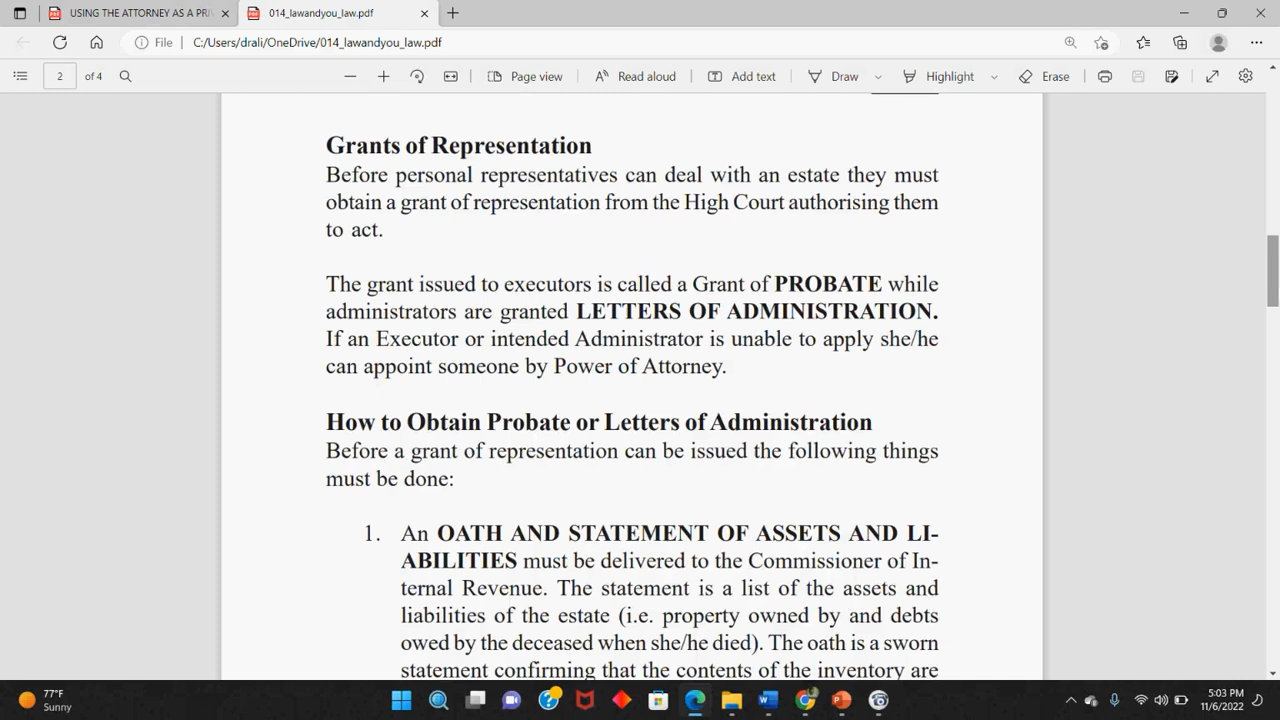 USING THE ATTORNEY AS A PRI
014_lawandyou_law.pdf
File
C:/Users/drali/OneDrive/014_lawandyou_law.pdf
2
of 4
Page view
Read aloud
Add text
Draw
Highlight
Erase
Grants of Representation
Before personal representatives can deal with an estate they must
obtain a grant of representation from the High Court authorising them
to act.
The grant issued to executors is called a Grant of PROBATE while
administrators are granted LETTERS OF ADMINISTRATION.
If an Executor or intended Administrator is unable to apply she/he
can appoint someone by Power of Attorney.
How to Obtain Probate or Letters of Administration
Before a grant of representation can be issued the following things
must be done:
1. An OATH AND STATEMENT OF ASSETS AND LI-
ABILITIES must be delivered to the Commissioner of In-
ternal Revenue. The statement is a list of the assets and
liabilities of the estate (i.e. property owned by and debts
owed by the deceased when she/he died). The oath is a sworn
statement confirming that the contents of the inventory are
77°F
Sunny
5:03 PM
11/6/2022